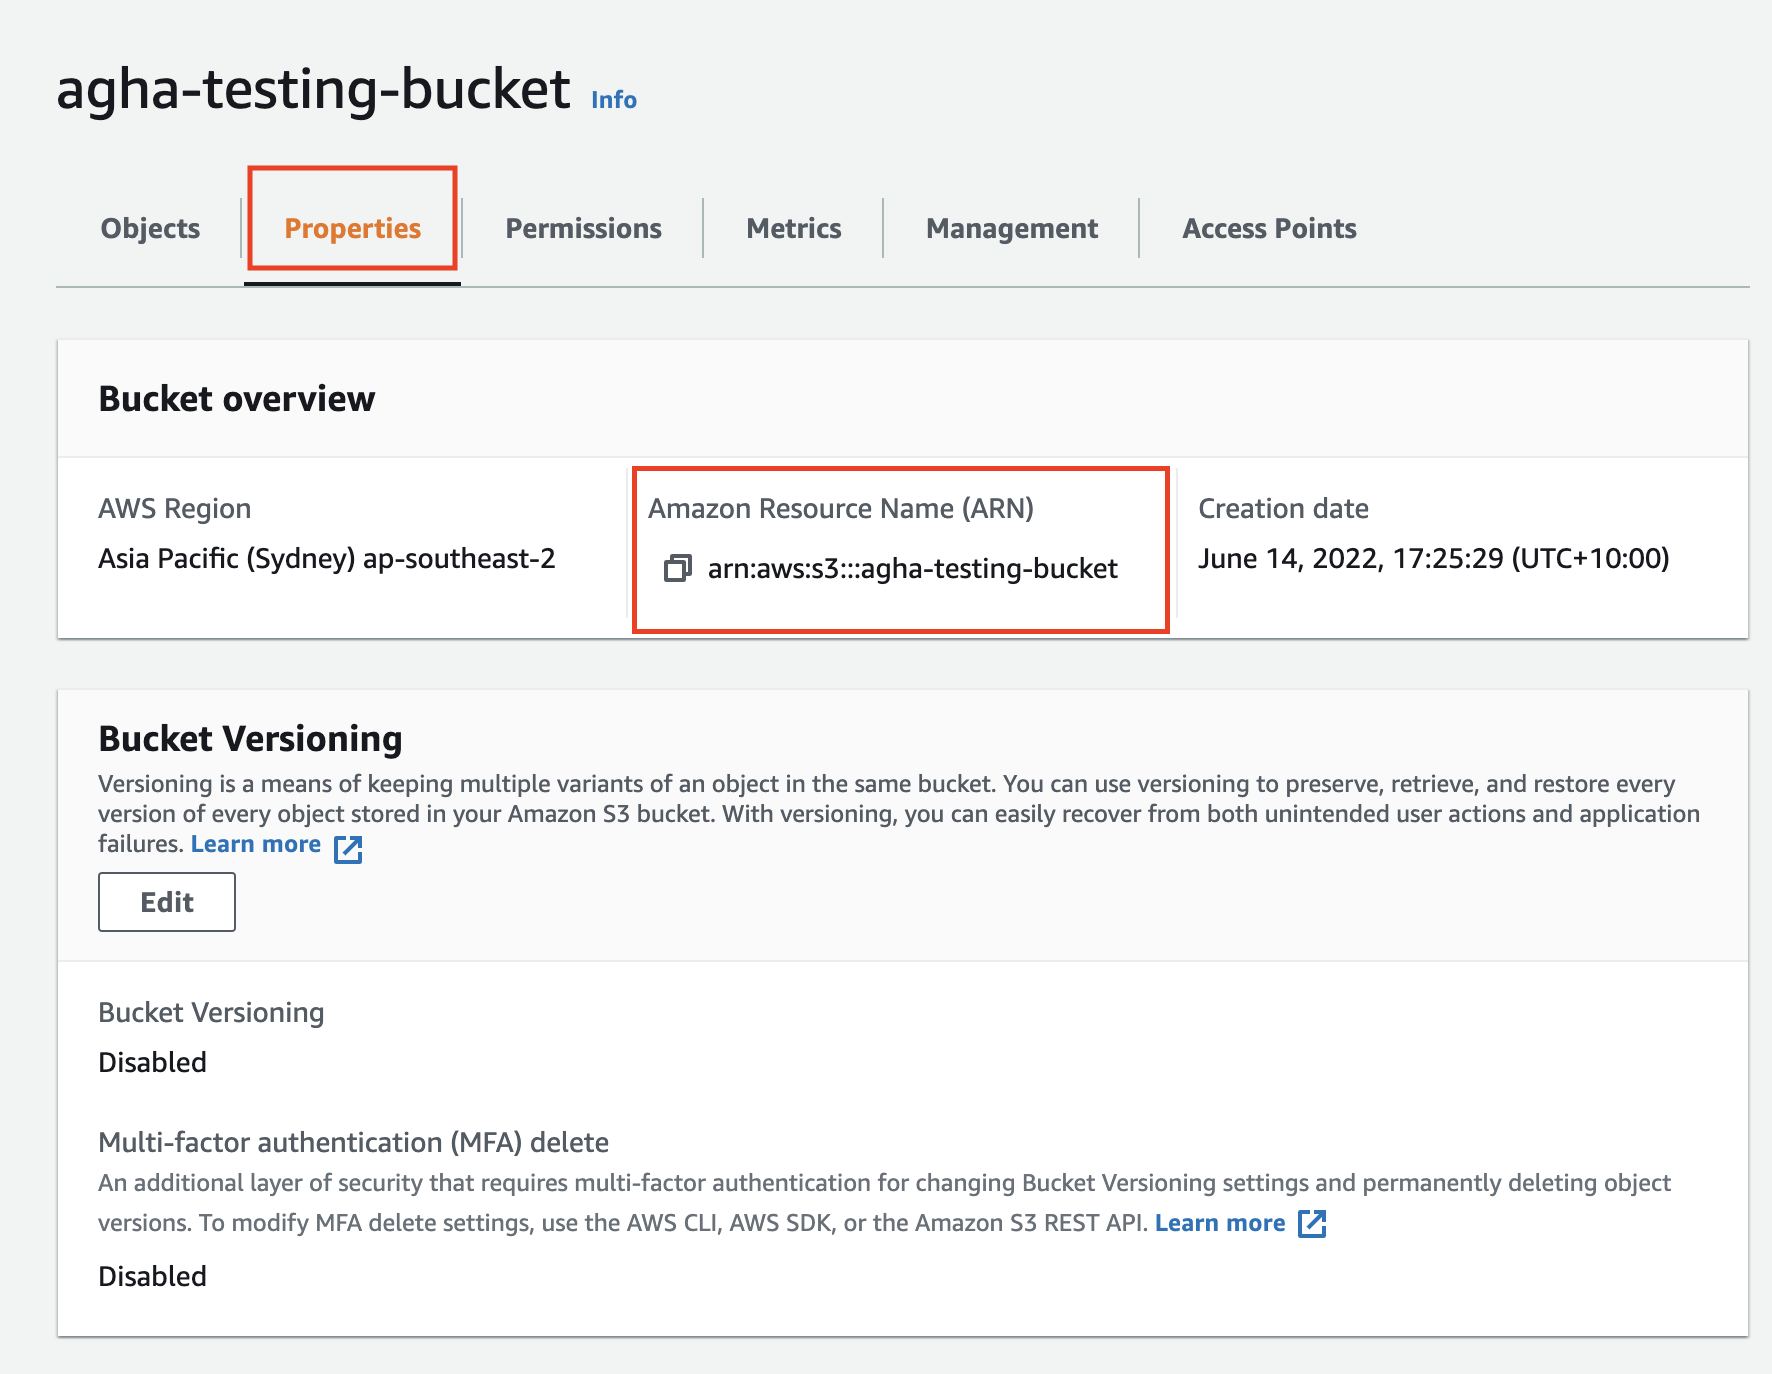 agha-testing-bucket Info
Objects Properties Permissions Metrics Management Access Points
Bucket overview
AWS Region
Asia Pacific (Sydney) ap-southeast-2
Amazon Resource Name (ARN)
arn:aws:s3:::agha-testing-bucket
Creation date
June 14, 2022, 17:25:29 (UTC+10:00)
Bucket Versioning
Versioning is a means of keeping multiple variants of an object in the same bucket. You can use versioning to preserve, retrieve, and restore every
version of every object stored in your Amazon S3 bucket. With versioning, you can easily recover from both unintended user actions and application
failures. Learn more
Edit
Bucket Versioning
Disabled
Multi-factor authentication (MFA) delete
An additional layer of security that requires multi-factor authentication for changing Bucket Versioning settings and permanently deleting object
versions. To modify MFA delete settings, use the AWS CLI, AWS SDK, or the Amazon S3 REST API. Learn more
Disabled